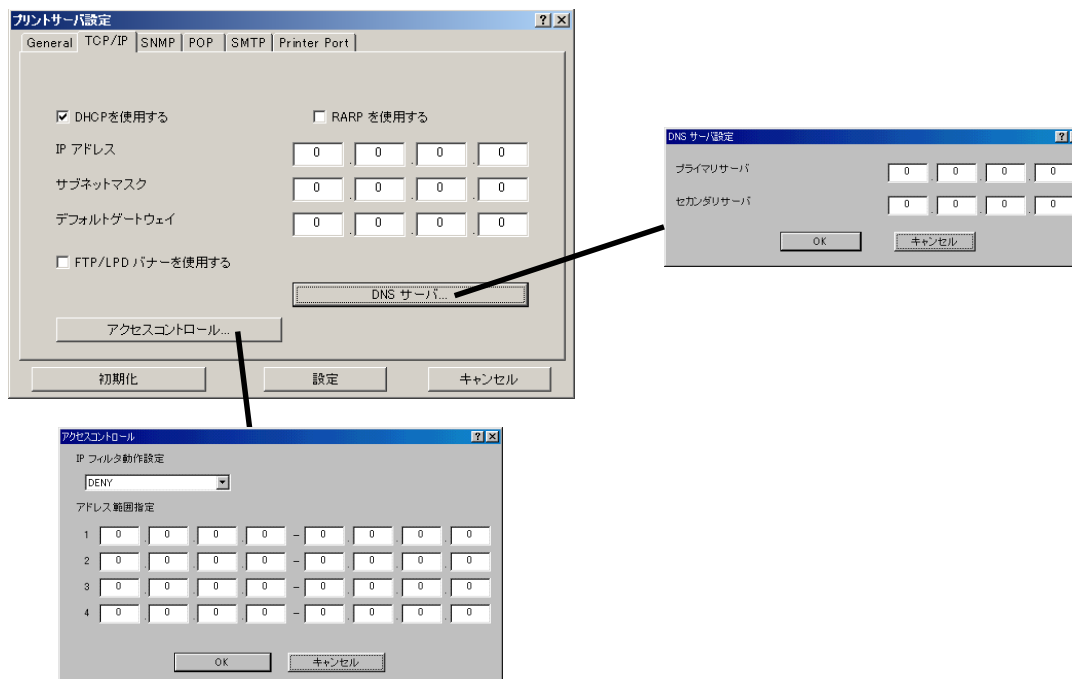 プリントサーバ設定
General TCP/IP SNMP POP SMTP Printer Port
DHCPを使用する RARP を使用する
IP アドレス 0 . 0 . 0 . 0
サブネットマスク 0 . 0 . 0 . 0
デフォルトゲートウェイ 0 . 0 . 0 . 0
FTP/LPD バナーを使用する
DNS サーバ...
アクセスコントロール...
初期化 設定 キャンセル
DNS サーバ設定
プライマリサーバ 0 . 0 . 0 . 0
セカンダリサーバ 0 . 0 . 0 . 0
OK キャンセル
アクセスコントロール
IP フィルタ動作設定
DENY
アドレス範囲指定
1 0 . 0 . 0 . 0 - 0 . 0 . 0 . 0
2 0 . 0 . 0 . 0 - 0 . 0 . 0 . 0
3 0 . 0 . 0 . 0 - 0 . 0 . 0 . 0
4 0 . 0 . 0 . 0 - 0 . 0 . 0 . 0
OK キャンセル